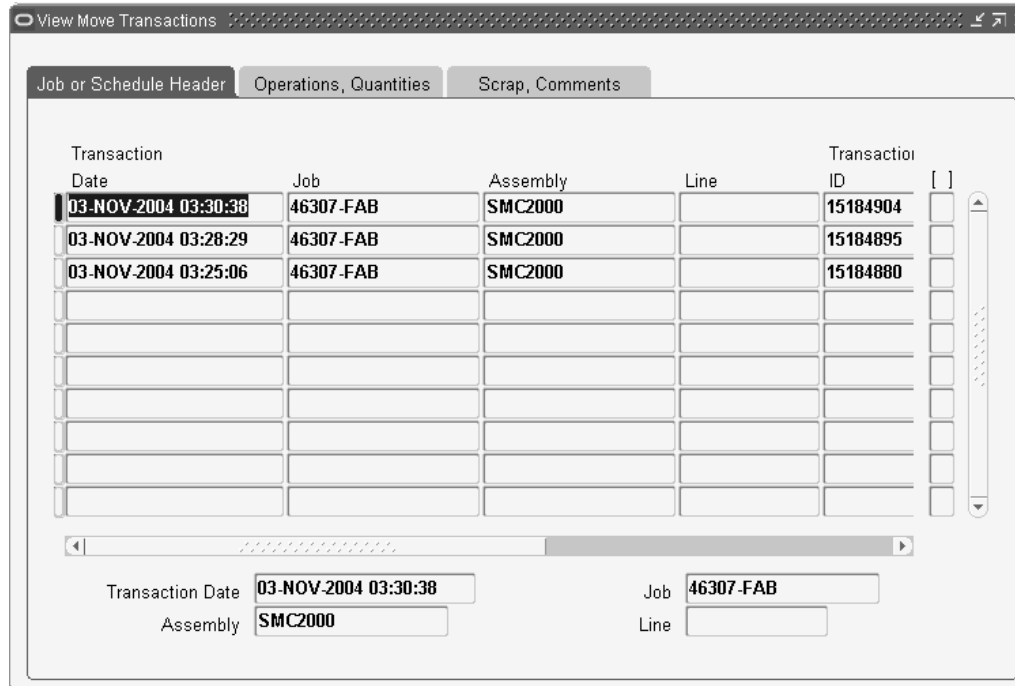 View Move Transactions
Job or Schedule Header Operations, Quantities Scrap, Comments
Transaction Transaction
Date Job Assembly Line ID [ ]
03-NOV-2004 03:30:38 46307-FAB SMC2000 15184904
03-NOV-2004 03:28:29 46307-FAB SMC2000 15184895
03-NOV-2004 03:25:06 46307-FAB SMC2000 15184880
Transaction Date 03-NOV-2004 03:30:38 Job 46307-FAB
Assembly SMC2000 Line